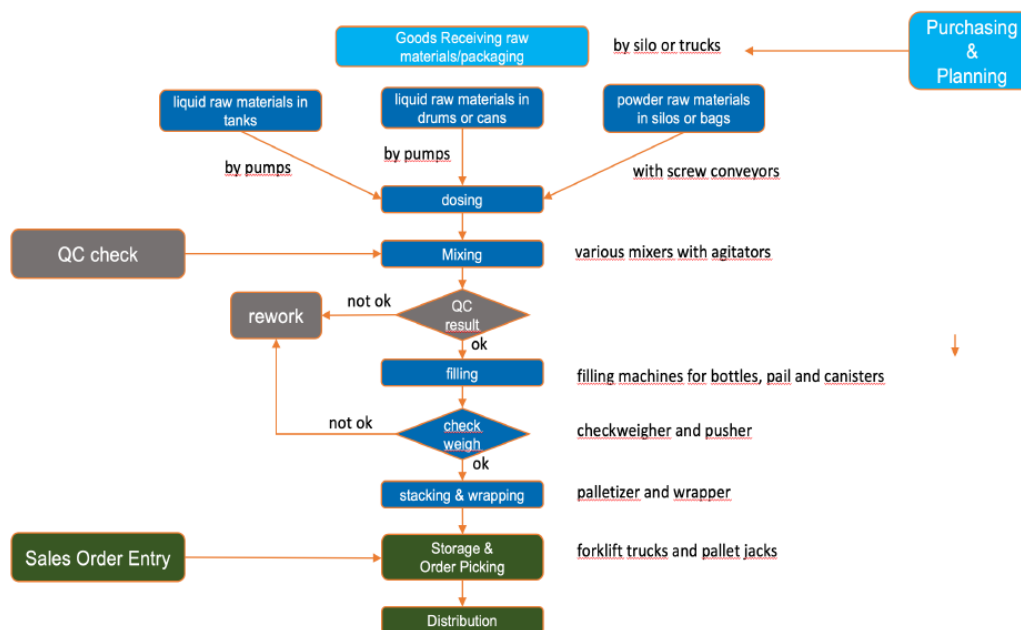 Goods Receiving raw
materials/packaging
by silo or trucks
Purchasing
&
Planning
liquid raw materials in
tanks
liquid raw materials in
drums or cans
powder raw materials
in silos or bags
by pumps
by pumps
with screw conveyors
dosing
QC check
Mixing
various mixers with agitators
not ok
rework
QC
result
ok
filling
filling machines for bottles, pail and canisters
not ok
check
weigh
checkweigher and pusher
ok
stacking & wrapping
palletizer and wrapper
Sales Order Entry
Storage &
Order Picking
forklift trucks and pallet jacks
Distribution